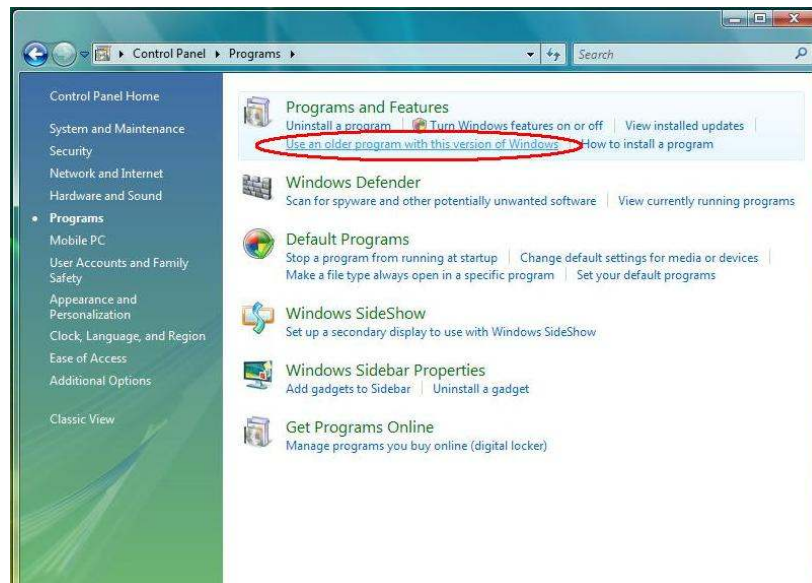 Control Panel Programs
Search
Control Panel Home
System and Maintenance
Security
Network and Internet
Hardware and Sound
Programs
Mobile PC
User Accounts and Family
Safety
Appearance and
Personalization
Clock, Language, and Region
Ease of Access
Additional Options
Classic View
Programs and Features
Uninstall a program Turn Windows features on or off View installed updates
Use an older program with this version of Windows How to install a program
Windows Defender
Scan for spyware and other potentially unwanted software View currently running programs
Default Programs
Stop a program from running at startup Change default settings for media or devices
Make a file type always open in a specific program Set your default programs
Windows SideShow
Set up a secondary display to use with Windows SideShow
Windows Sidebar Properties
Add gadgets to Sidebar Uninstall a gadget
Get Programs Online
Manage programs you buy online (digital locker)